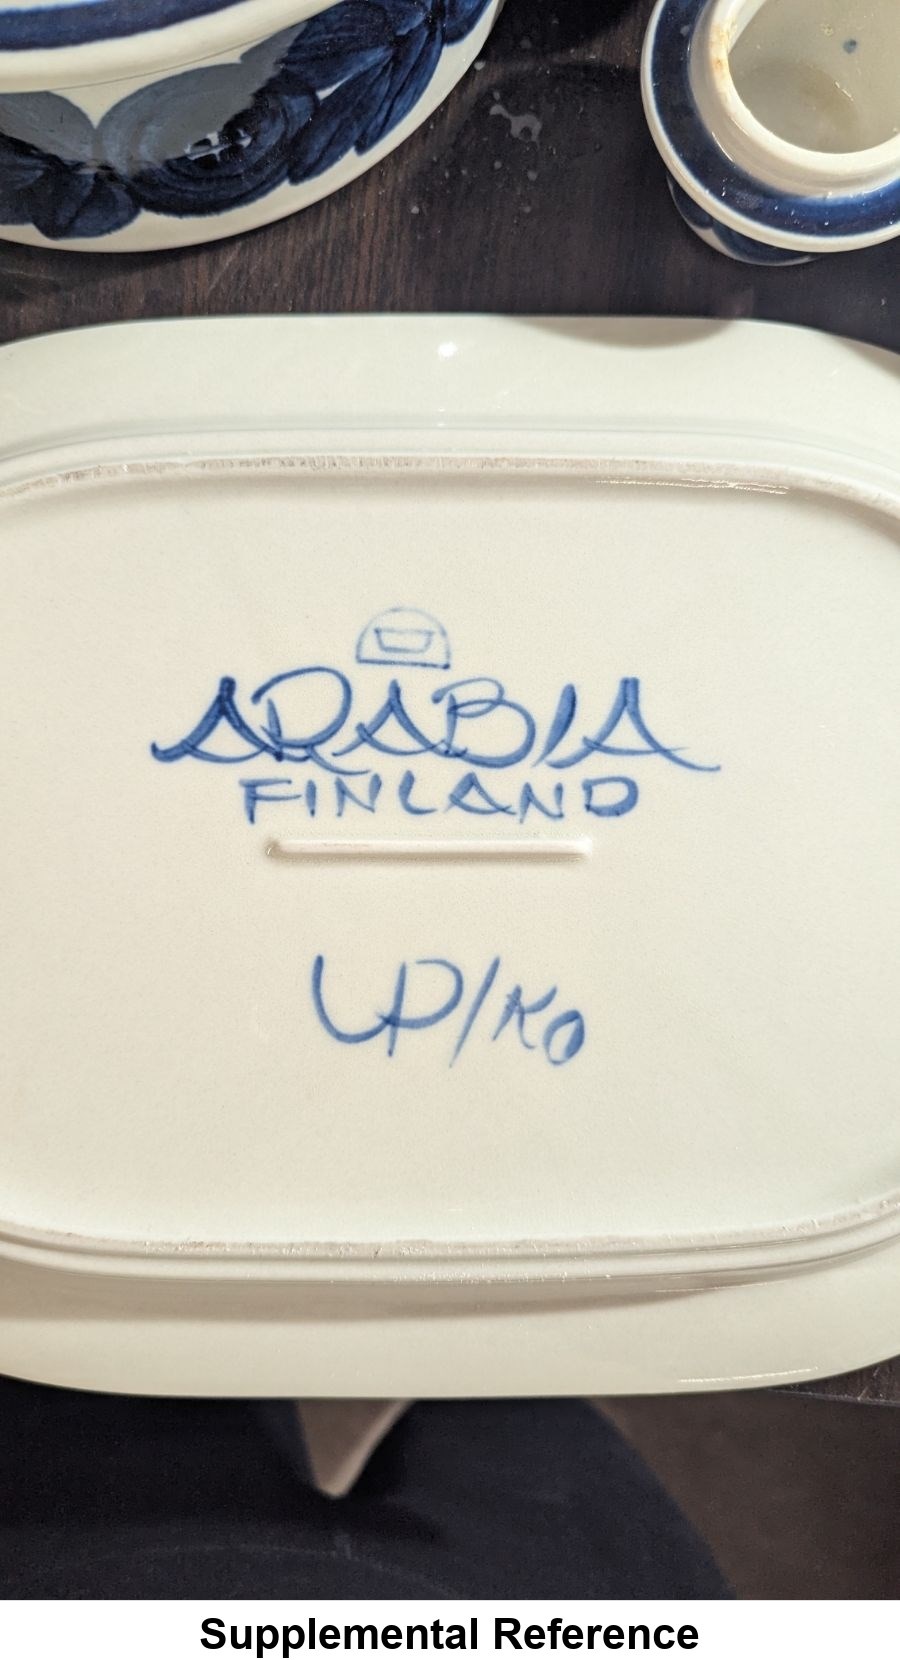 ARABIA
FINLAND
UP/KO
Supplemental Reference